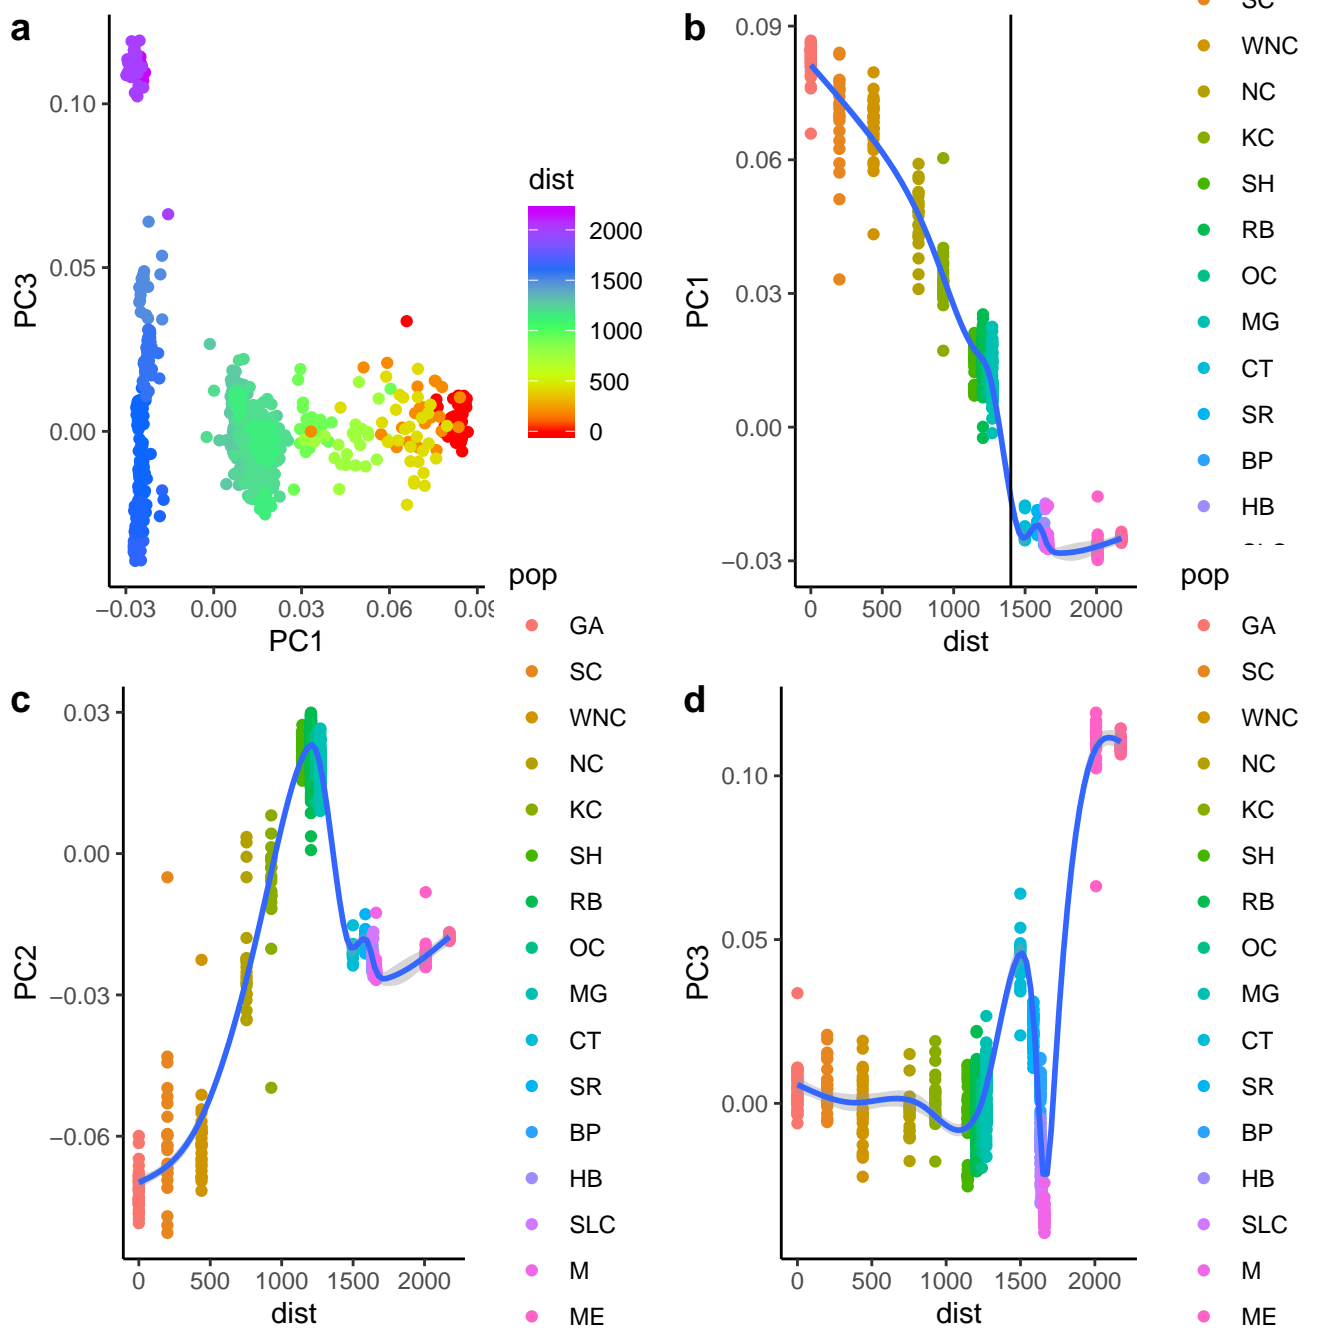 a
0.10
0.05
0.00
PC3
−0.03
0.00
0.03
0.06
PC1
dist
2000
1500
1000
500
0
b
0.09
0.06
0.03
0.00
−0.03
PC1
0
500
1000
1500
2000
dist
SC
WNC
NC
KC
SH
RB
OC
MG
CT
SR
BP
HB
c
0.03
0.00
−0.03
−0.06
PC2
0
500
1000
1500
2000
dist
pop
GA
SC
WNC
NC
KC
SH
RB
OC
MG
CT
SR
BP
HB
SLC
M
ME
d
0.10
0.05
0.00
PC3
0
500
1000
1500
2000
dist
pop
GA
SC
WNC
NC
KC
SH
RB
OC
MG
CT
SR
BP
HB
SLC
M
ME